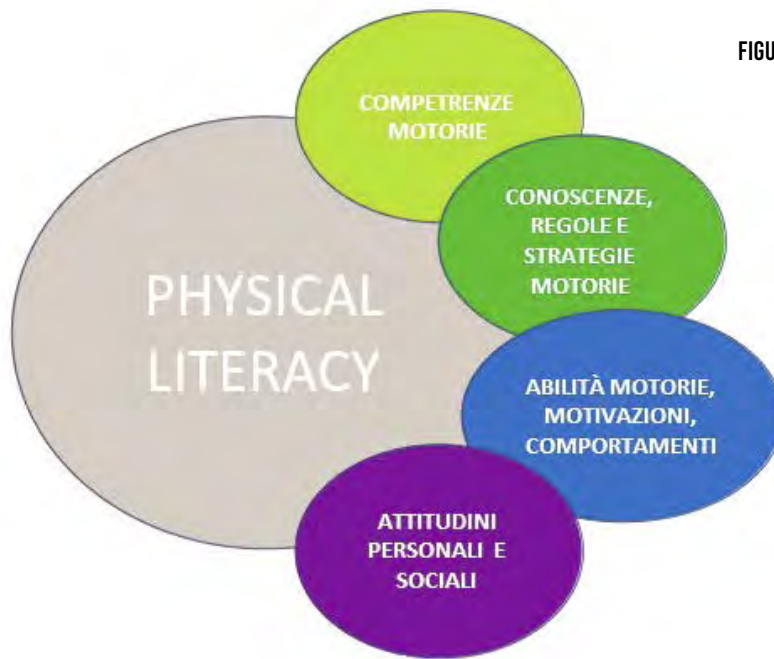 FIGU
COMPETRENZE
MOTORIE
CONOSCENZE,
REGOLE E
STRATEGIE
MOTORIE
PHYSICAL
LITERACY
ABILITÀ MOTORIE,
MOTIVAZIONI,
COMPORTAMENTI
ATTITUDINI
PERSONALI E
SOCIALI